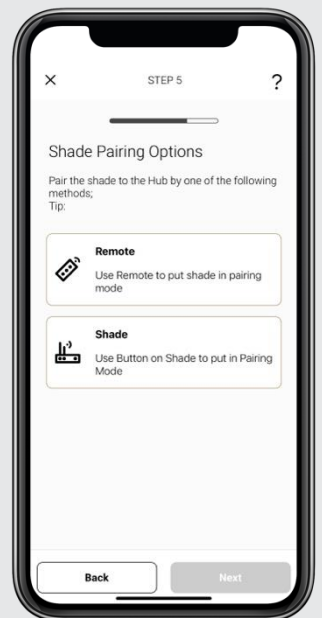 STEP 5
?
Shade Pairing Options
Pair the shade to the Hub by one of the following
methods;
Tip:
Remote
Use Remote to put shade in pairing
mode
Shade
Use Button on Shade to put in Pairing
Mode
Back
Next